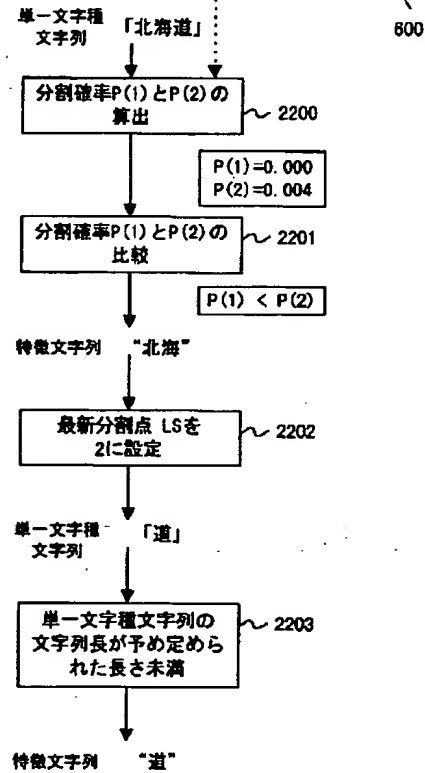 600
単一文字種
文字列
「北海道」
分割確率P(1)とP(2)の
算出
2200
P(1)=0.000
P(2)=0.004
分割確率P(1)とP(2)の
比較
2201
P(1) < P(2)
特徴文字列 “北海”
最新分割点 LSを
2に設定
2202
単一文字種
文字列
「道」
単一文字種文字列の
文字列長が予め定めら
れた長さ未満
2203
特徴文字列 “道”